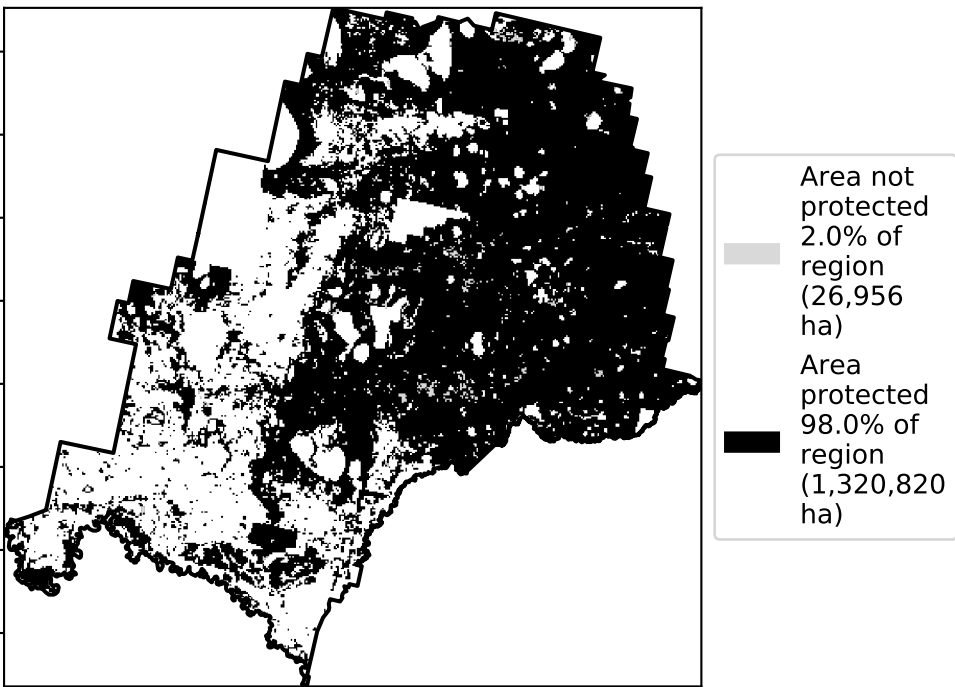 Area not
protected
2.0% of
region
(26,956
ha)
Area
protected
98.0% of
region
(1,320,820
ha)